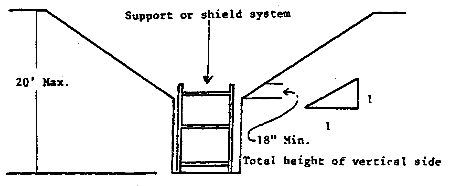 Support or shield system
20' Max.
1
1
18" Min.
Total height of vertical side